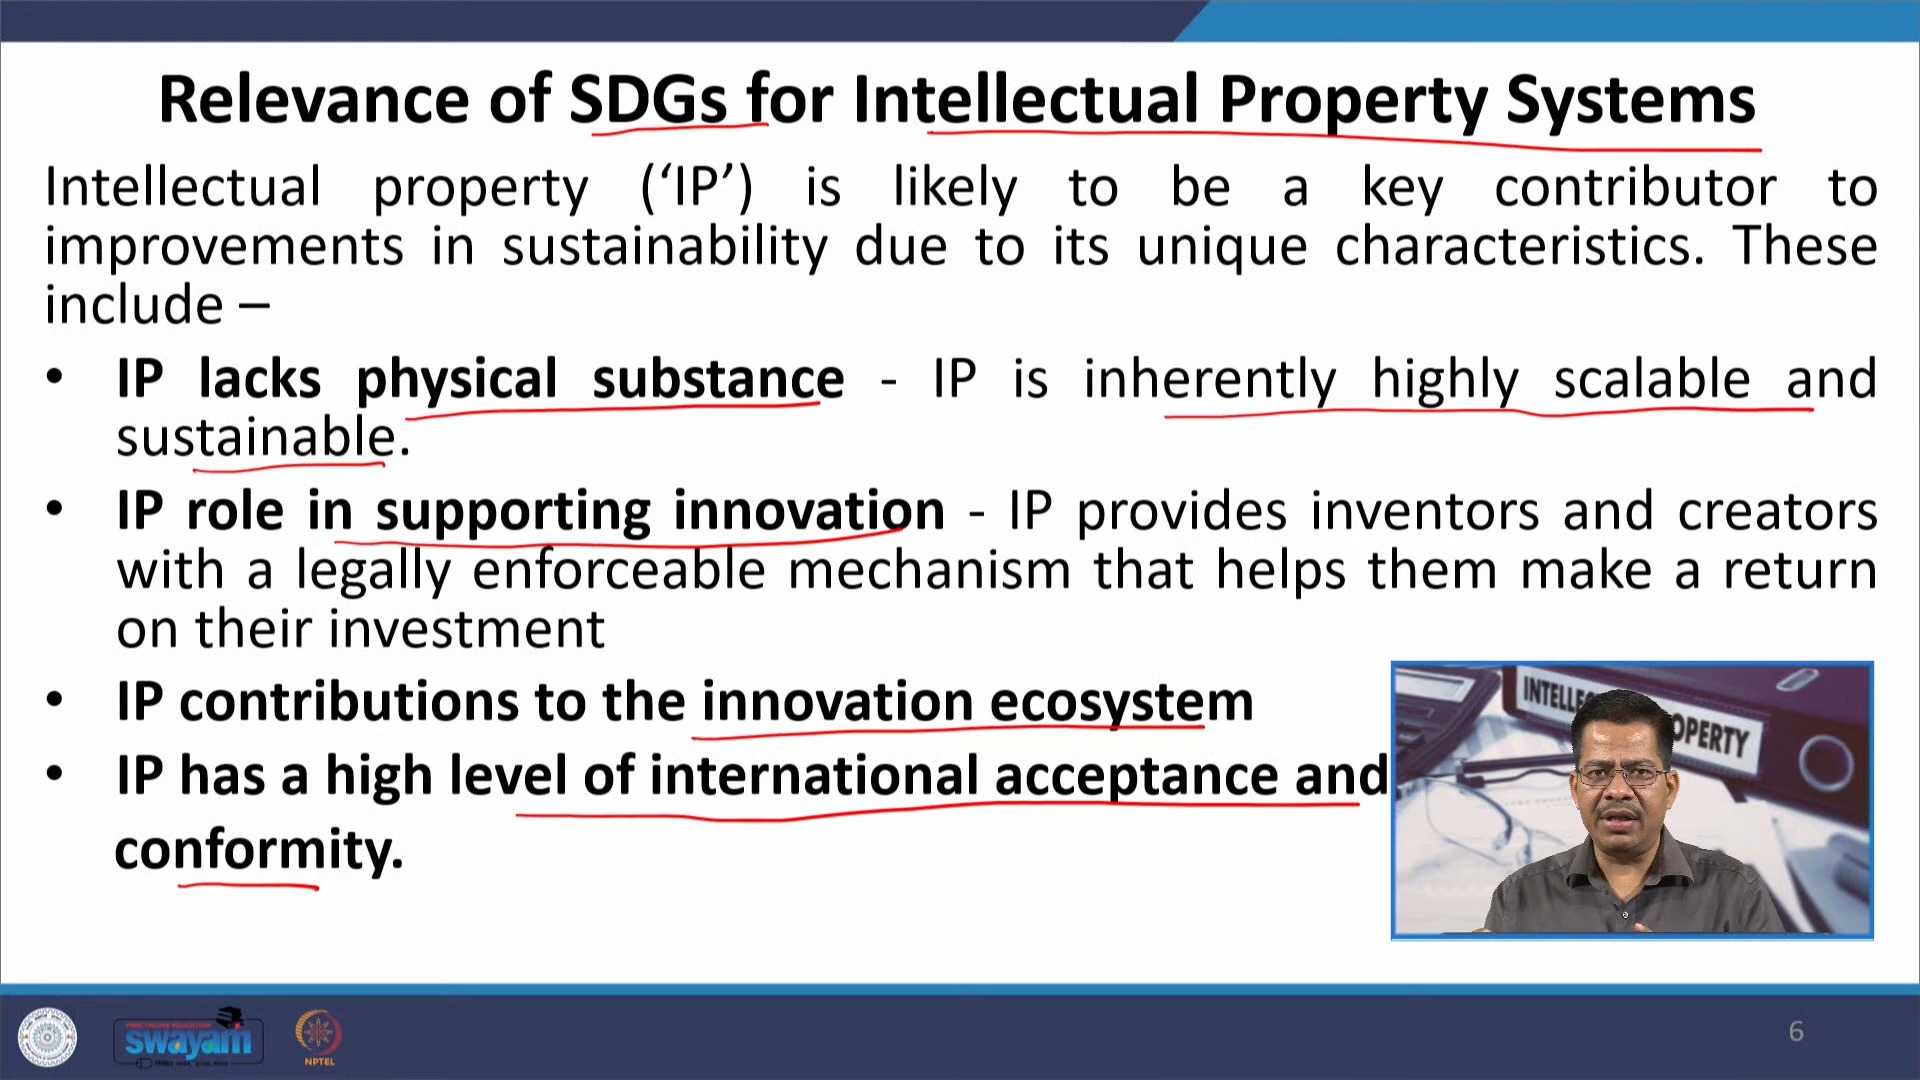 Relevance of SDGs for Intellectual Property Systems
Intellectual property (‘IP’) is likely to be a key contributor to
improvements in sustainability due to its unique characteristics. These
include –
• IP lacks physical substance - IP is inherently highly scalable and
sustainable.
• IP role in supporting innovation - IP provides inventors and creators
with a legally enforceable mechanism that helps them make a return
on their investment
• IP contributions to the innovation ecosystem
• IP has a high level of international acceptance and
conformity.
OPERTY
swayam
NPTEL
6